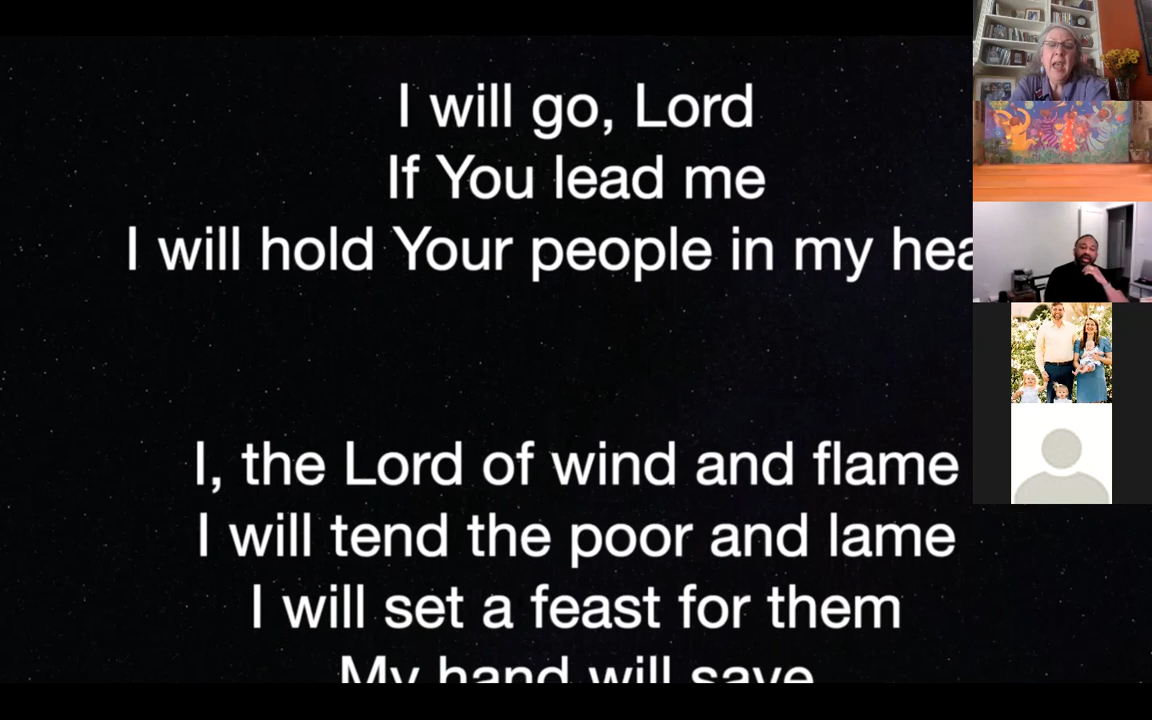 I will go, Lord
If You lead me
I will hold Your people in my hea
I, the Lord of wind and flame
I will tend the poor and lame
I will set a feast for them
My hand will save